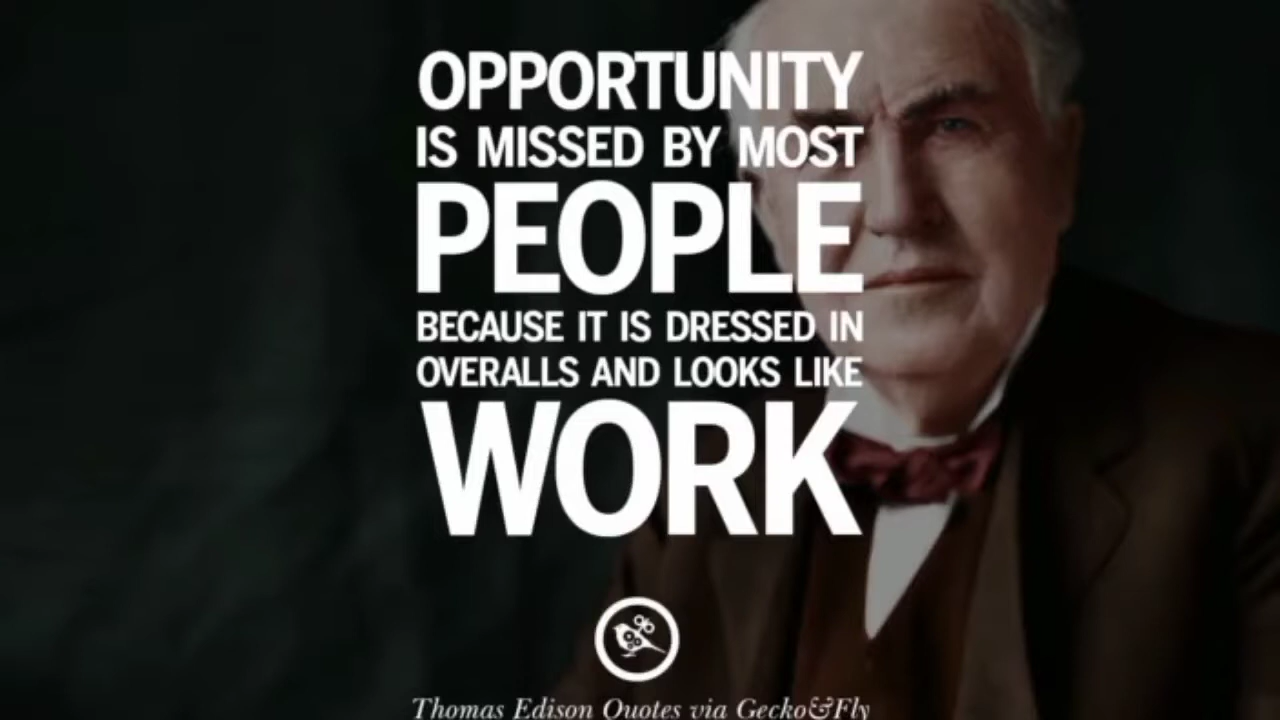 OPPORTUNITY
IS MISSED BY MOST
PEOPLE
BECAUSE IT IS DRESSED IN
OVERALLS AND LOOKS LIKE
WORK
Thomas Edison Quotes via Gecko&Fly